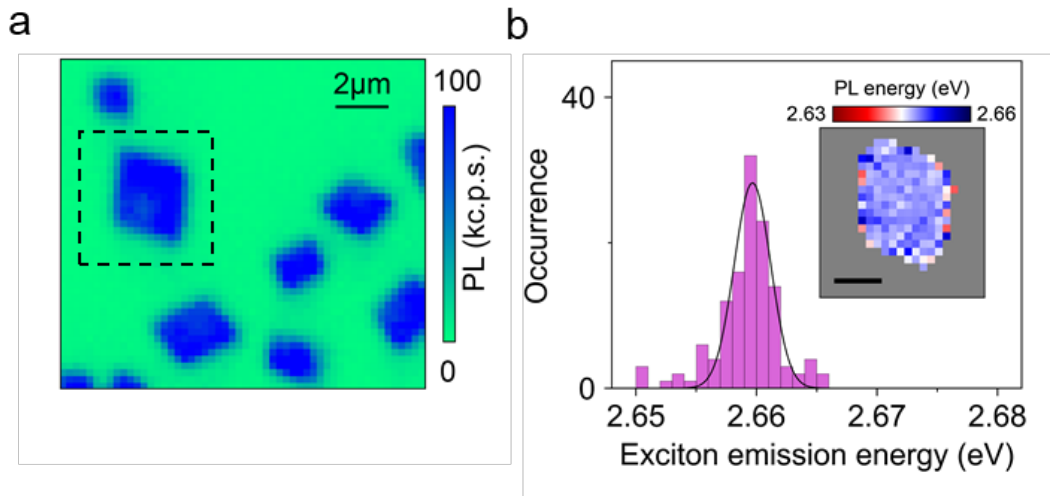 a
2μm
100
PL (kc.p.s.)
0
b
40
Occurrence
0
PL energy (eV)
2.63
2.66
2.65
2.66
2.67
2.68
Exciton emission energy (eV)